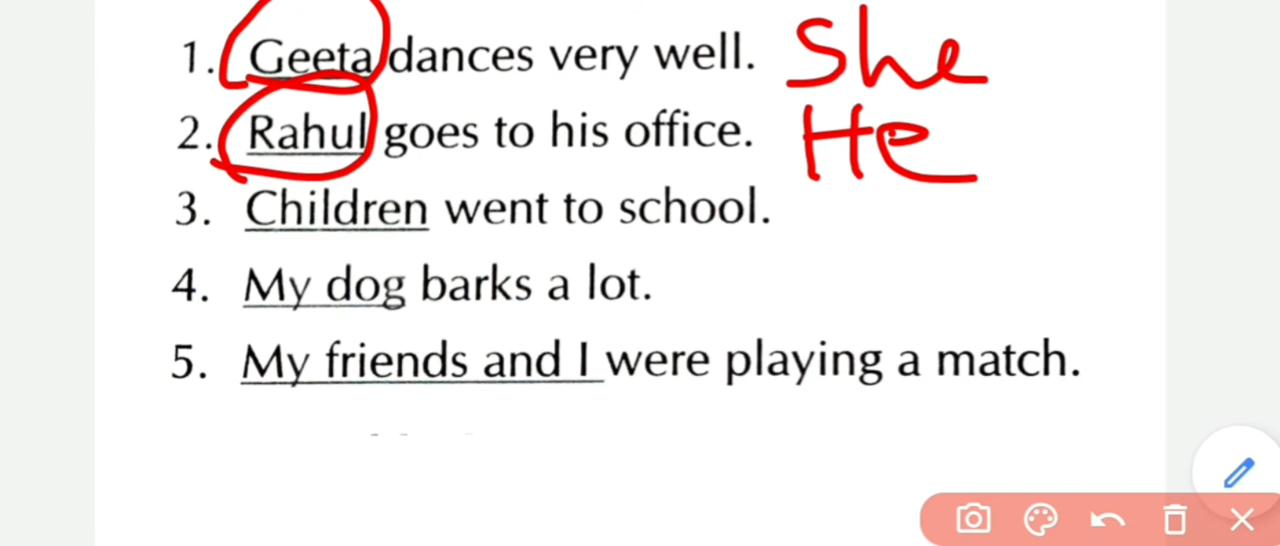 1. Geeta dances very well. She
2. Rahul goes to his office. He
3. Children went to school.
4. My dog barks a lot.
5. My friends and I were playing a match.